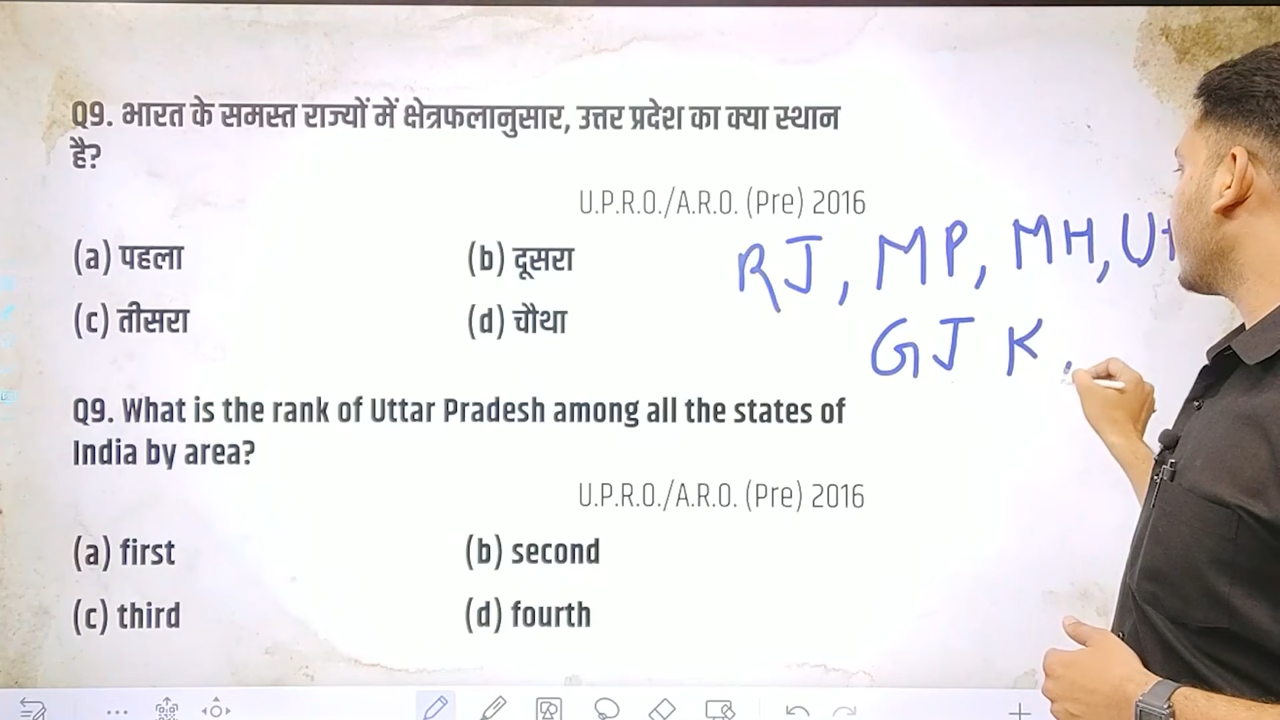 Q9. भारत के समस्त राज्यों में क्षेत्रफलानुसार, उत्तर प्रदेश का क्या स्थान
है?
U.P.R.O./A.R.O. (Pre) 2016
(a) पहला
(b) दूसरा
(c) तीसरा
(d) चौथा
RJ, MP, MH,
GJ K
Q9. What is the rank of Uttar Pradesh among all the states of
India by area?
U.P.R.O./A.R.O. (Pre) 2016
(a) first
(b) second
(c) third
(d) fourth